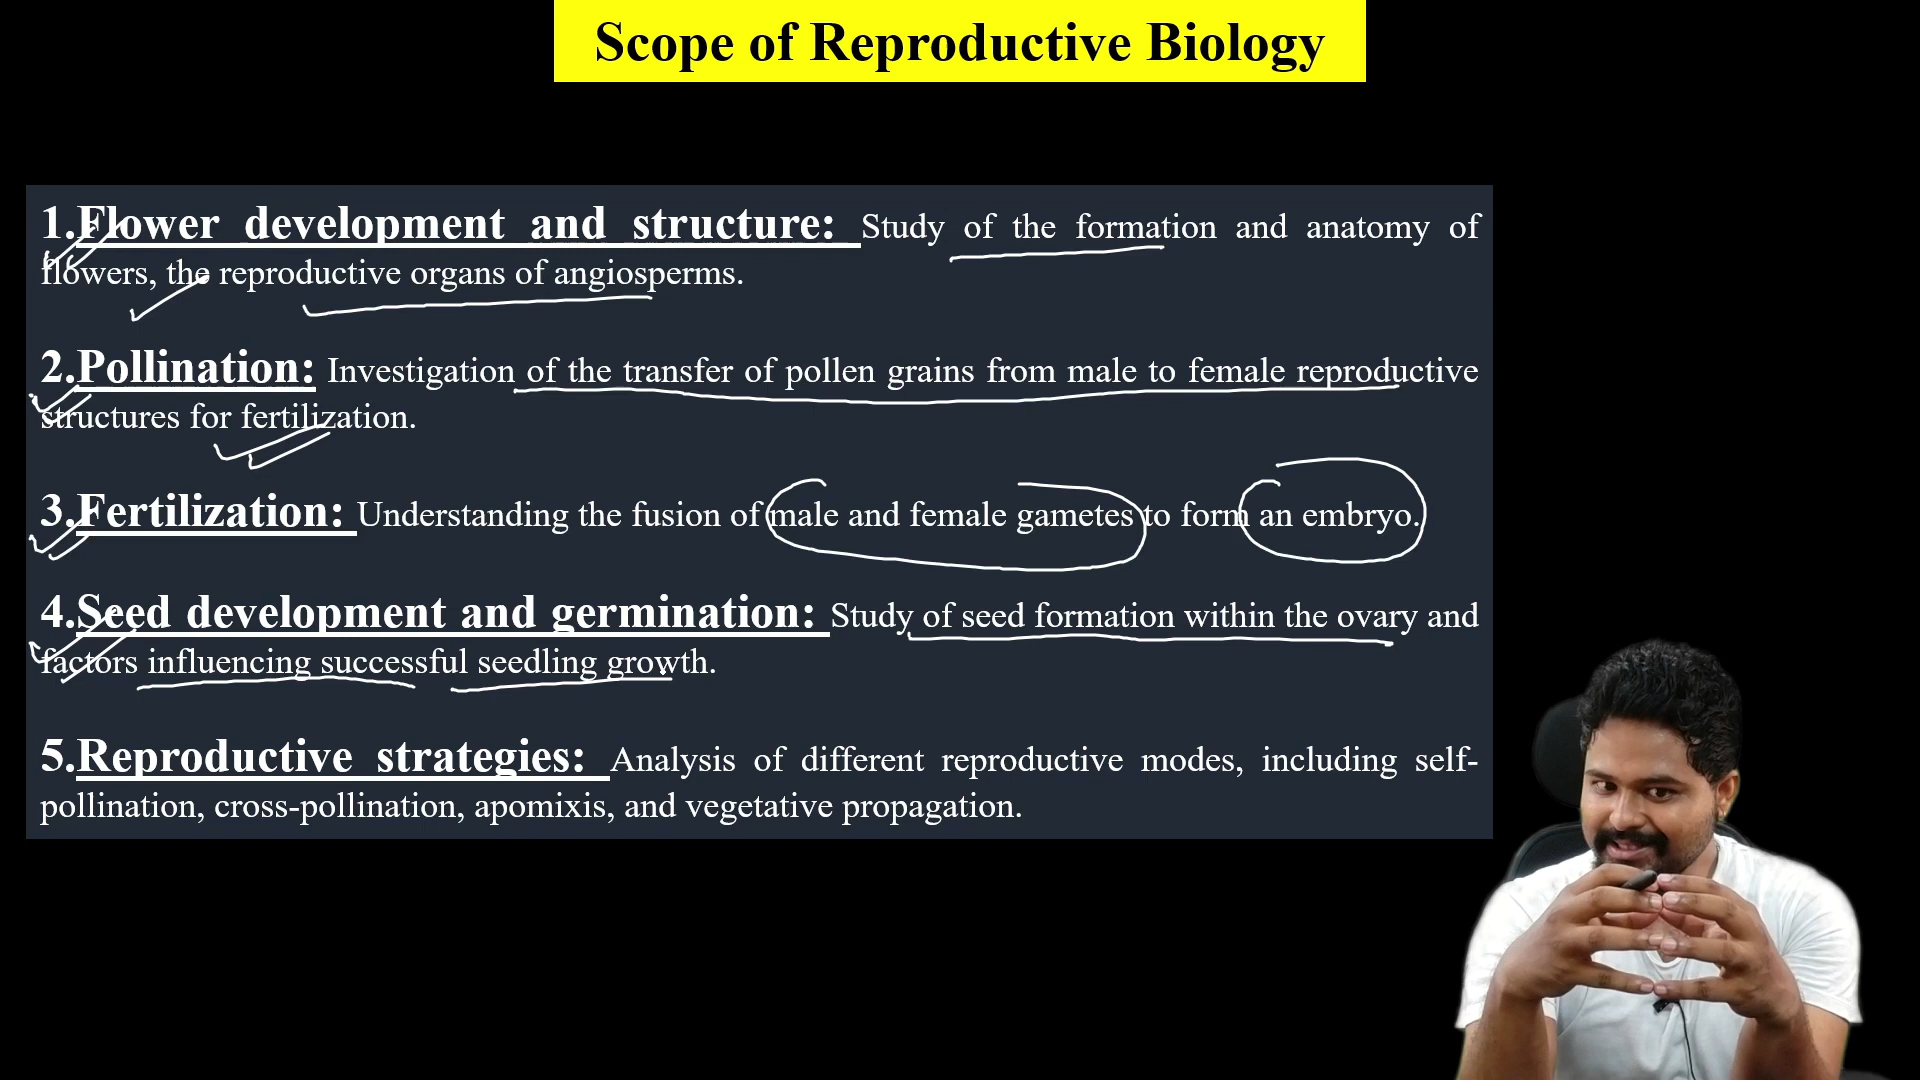 Scope of Reproductive Biology
1.Flower development and structure: Study of the formation and anatomy of
flowers, the reproductive organs of angiosperms.
2.Pollination: Investigation of the transfer of pollen grains from male to female reproductive
structures for fertilization.
3.Fertilization: Understanding the fusion of male and female gametes to form an embryo.
4.Seed development and germination: Study of seed formation within the ovary and
factors influencing successful seedling growth.
5.Reproductive strategies: Analysis of different reproductive modes, including self-
pollination, cross-pollination, apomixis, and vegetative propagation.